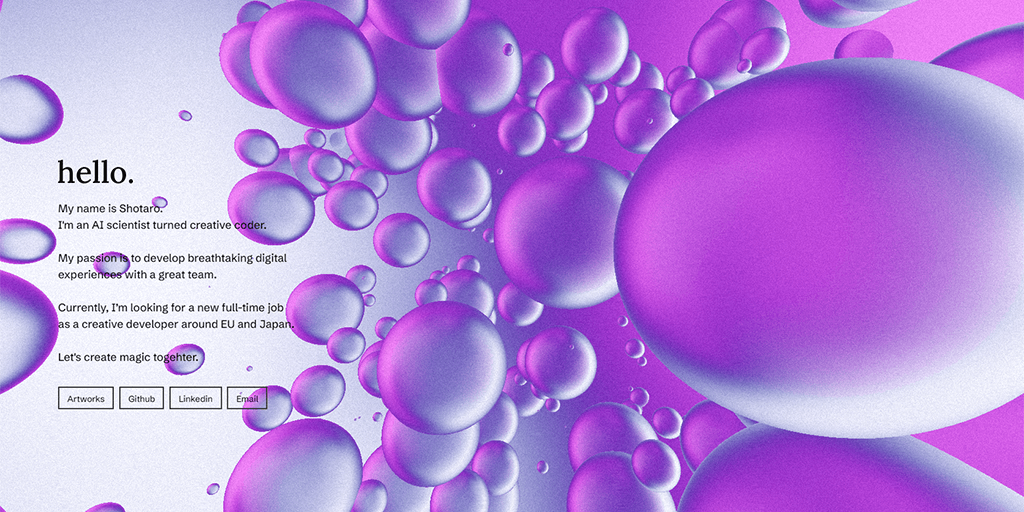 hello.
My name is Shotaro.
I'm an AI scientist turned creative coder.
My passion is to develop breathtaking digital
experiences with a great team.
Currently, I'm looking for a new full-time job
as a creative developer around EU and Japan.
Let's create magic togehter.
Artworks Github Linkedin Email